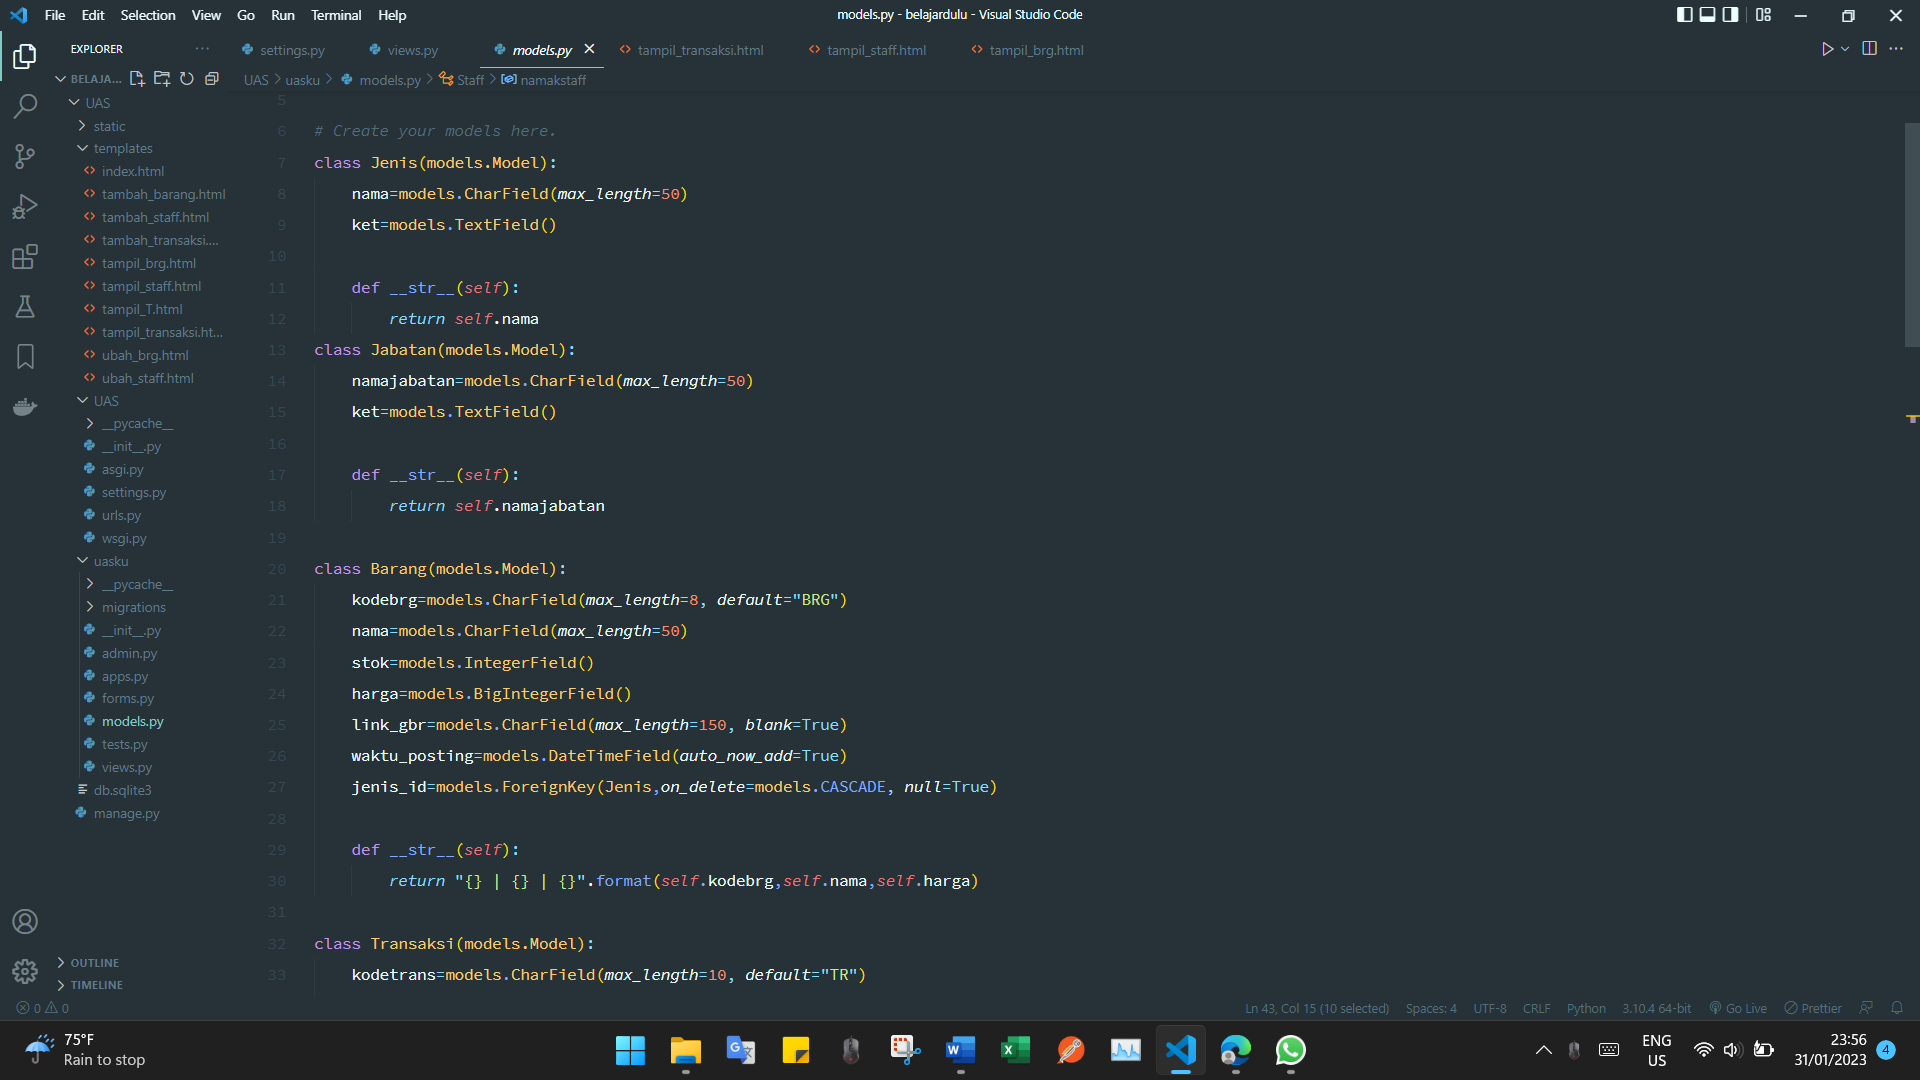 File Edit Selection View Go Run Terminal Help
models.py - belajardulu - Visual Studio Code
EXPLORER
settings.py
views.py
models.py
tampil_transaksi.html
tampil_staff.html
tampil_brg.html
BELAJA...
UAS > uasku > models.py > Staff > namakstaff
UAS
static
templates
index.html
tambah_barang.html
tambah_staff.html
tambah_transaksi....
tampil_brg.html
tampil_staff.html
tampil_T.html
tampil_transaksi.ht...
ubah_brg.html
ubah_staff.html
UAS
__pycache__
__init__.py
asgi.py
settings.py
urls.py
wsgi.py
uasku
__pycache__
migrations
__init__.py
admin.py
apps.py
forms.py
models.py
tests.py
views.py
db.sqlite3
manage.py
OUTLINE
TIMELINE
5
6 # Create your models here.
7 class Jenis(models.Model):
8 nama=models.CharField(max_length=50)
9 ket=models.TextField()
10
11 def __str__(self):
12 return self.nama
13 class Jabatan(models.Model):
14 namajabatan=models.CharField(max_length=50)
15 ket=models.TextField()
16
17 def __str__(self):
18 return self.namajabatan
19
20 class Barang(models.Model):
21 kodebrg=models.CharField(max_length=8, default="BRG")
22 nama=models.CharField(max_length=50)
23 stok=models.IntegerField()
24 harga=models.BigIntegerField()
25 link_gbr=models.CharField(max_length=150, blank=True)
26 waktu_posting=models.DateTimeField(auto_now_add=True)
27 jenis_id=models.ForeignKey(Jenis,on_delete=models.CASCADE, null=True)
28
29 def __str__(self):
30 return "{} | {} | {}".format(self.kodebrg,self.nama,self.harga)
31
32 class Transaksi(models.Model):
33 kodetrans=models.CharField(max_length=10, default="TR")
0 0
Ln 43, Col 15 (10 selected) Spaces: 4 UTF-8 CRLF Python 3.10.4 64-bit Go Live Prettier
75°F
Rain to stop
ENG
US
23:56
31/01/2023
4